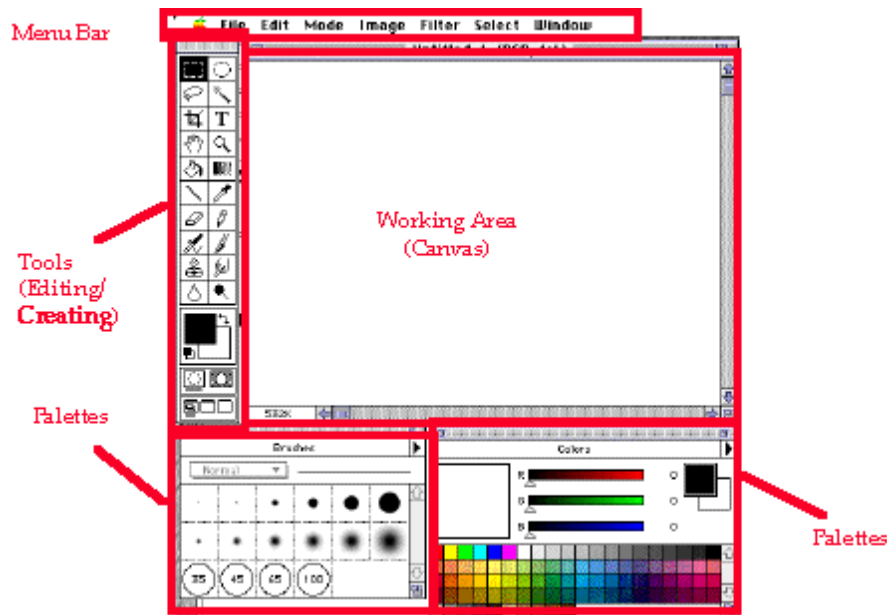 Menu Bar
File Edit Mode Image Filter Select Window
T
Working Area
(Canvas)
Tools
(Editing/
Creating)
532K
Palettes
Brushes
Colors
Normal
R
G
B
35 45 65 100
Palettes